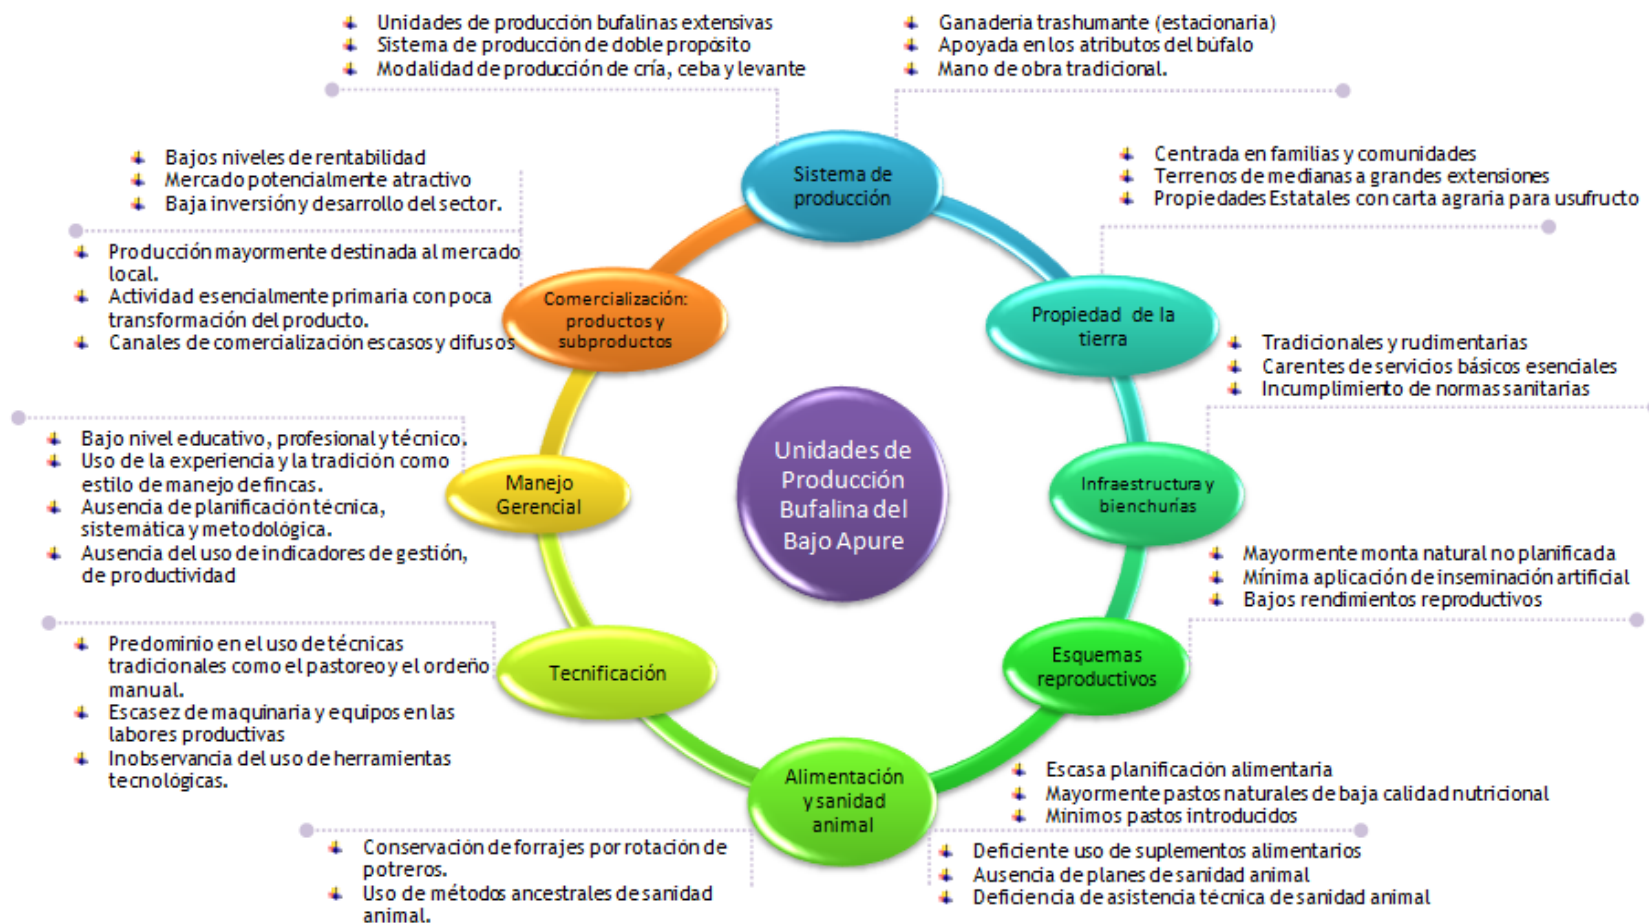 Unidades de producción bufalinas extensivas
Sistema de producción de doble propósito
Modalidad de producción de cría, ceba y levante
Ganadería trashumante (estacionaria)
Apoyada en los atributos del búfalo
Mano de obra tradicional.
Sistema de
producción
Centrada en familias y comunidades
Terrenos de medianas a grandes extensiones
Propiedades Estatales con carta agraria para usufructo
Propiedad de la
tierra
Tradicionales y rudimentarias
Carentes de servicios básicos esenciales
Incumplimiento de normas sanitarias
Infraestructura y
bienchurías
Mayormente monta natural no planificada
Mínima aplicación de inseminación artificial
Bajos rendimientos reproductivos
Esquemas
reproductivos
Escasa planificación alimentaria
Mayormente pastos naturales de baja calidad nutricional
Mínimos pastos introducidos
Deficiente uso de suplementos alimentarios
Ausencia de planes de sanidad animal
Deficiencia de asistencia técnica de sanidad animal
Alimentación
y sanidad
animal
Conservación de forrajes por rotación de
potreros.
Uso de métodos ancestrales de sanidad
animal.
Predominio en el uso de técnicas
tradicionales como el pastoreo y el ordeño
manual.
Escasez de maquinaria y equipos en las
labores productivas
Inobservancia del uso de herramientas
tecnológicas.
Tecnificación
Bajo nivel educativo, profesional y técnico.
Uso de la experiencia y la tradición como
estilo de manejo de fincas.
Ausencia de planificación técnica,
sistemática y metodológica.
Ausencia del uso de indicadores de gestión,
de productividad
Manejo
Gerencial
Bajos niveles de rentabilidad
Mercado potencialmente atractivo
Baja inversión y desarrollo del sector.
Producción mayormente destinada al mercado
local.
Actividad esencialmente primaria con poca
transformación del producto.
Canales de comercialización escasos y difusos
Comercialización:
productos y
subproductos
Unidades de
Producción
Bufalina del
Bajo Apure